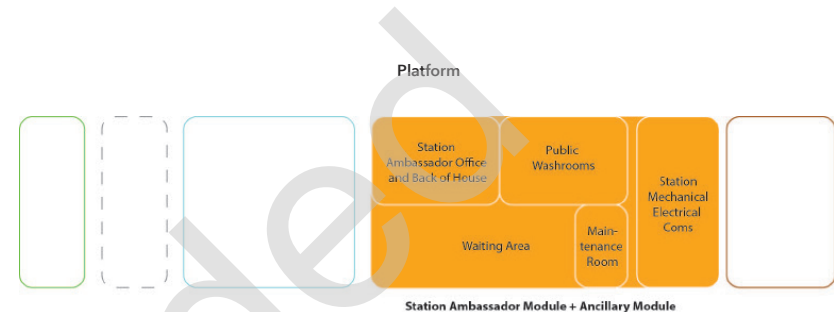 Platform
Station
Ambassador Office
and Back of House
Public
Washrooms
Station
Mechanical
Electrical
Coms
Waiting Area
Main-
tenance
Room
Station Ambassador Module + Ancillary Module
ded